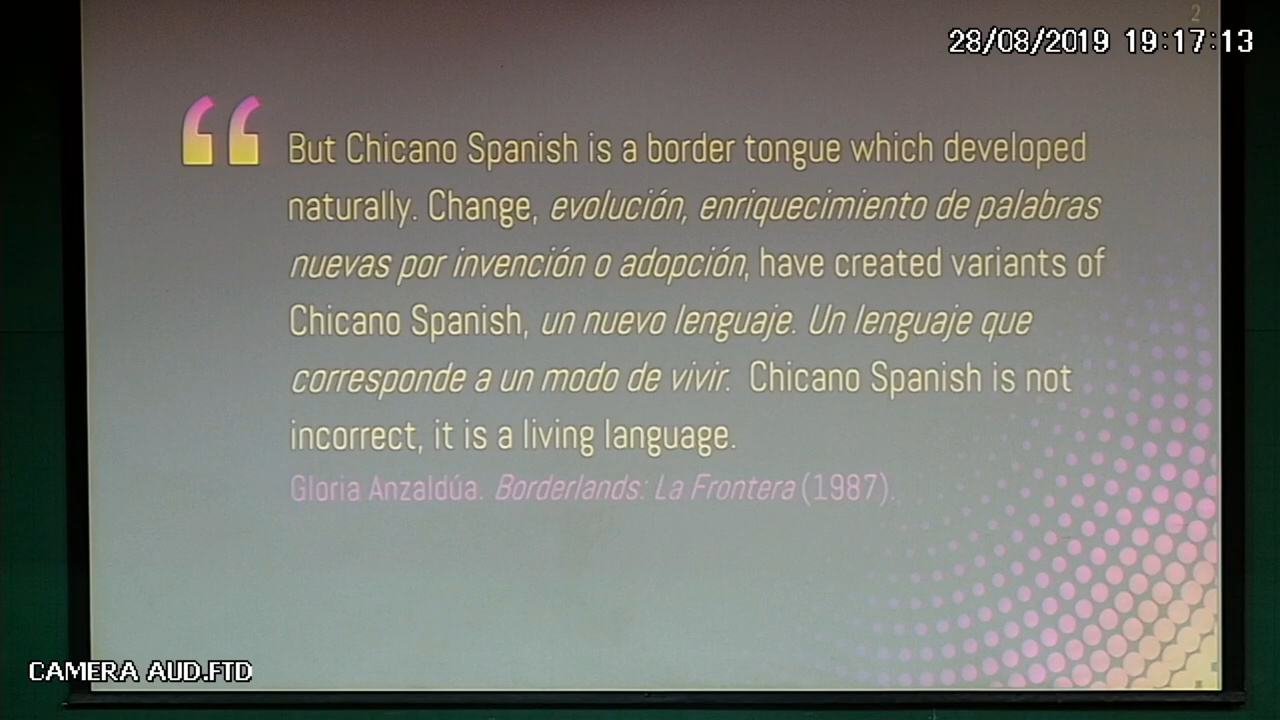 2
28/08/2019 19:17:13
“ But Chicano Spanish is a border tongue which developed
naturally. Change, evolución, enriquecimiento de palabras
nuevas por invención o adopción, have created variants of
Chicano Spanish, un nuevo lenguaje. Un lenguaje que
corresponde a un modo de vivir. Chicano Spanish is not
incorrect, it is a living language.
Gloria Anzaldúa. Borderlands: La Frontera (1987).
CAMERA AUD.FTD